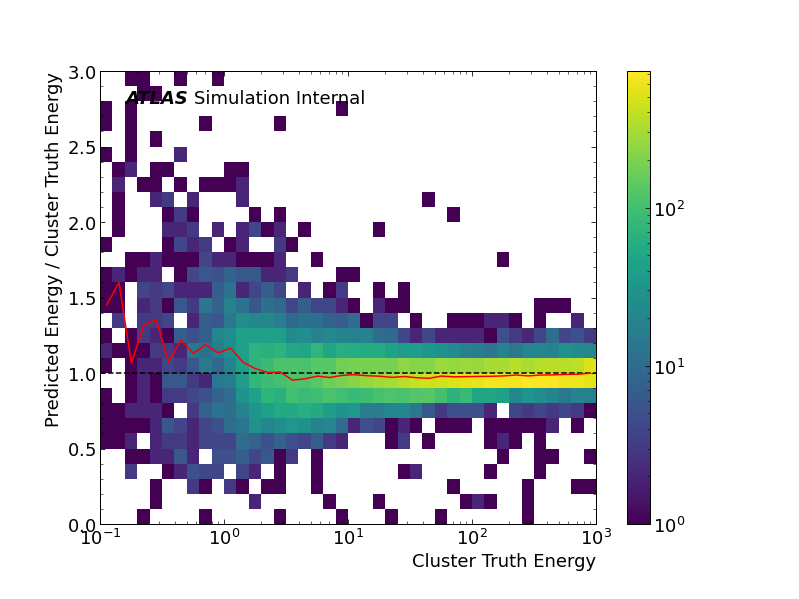 ATLAS Simulation Internal
Predicted Energy / Cluster Truth Energy
3.0
2.5
2.0
1.5
1.0
0.5
0.0
10⁻¹ 10⁰ 10¹ 10² 10³
Cluster Truth Energy
10²
10¹
10⁰